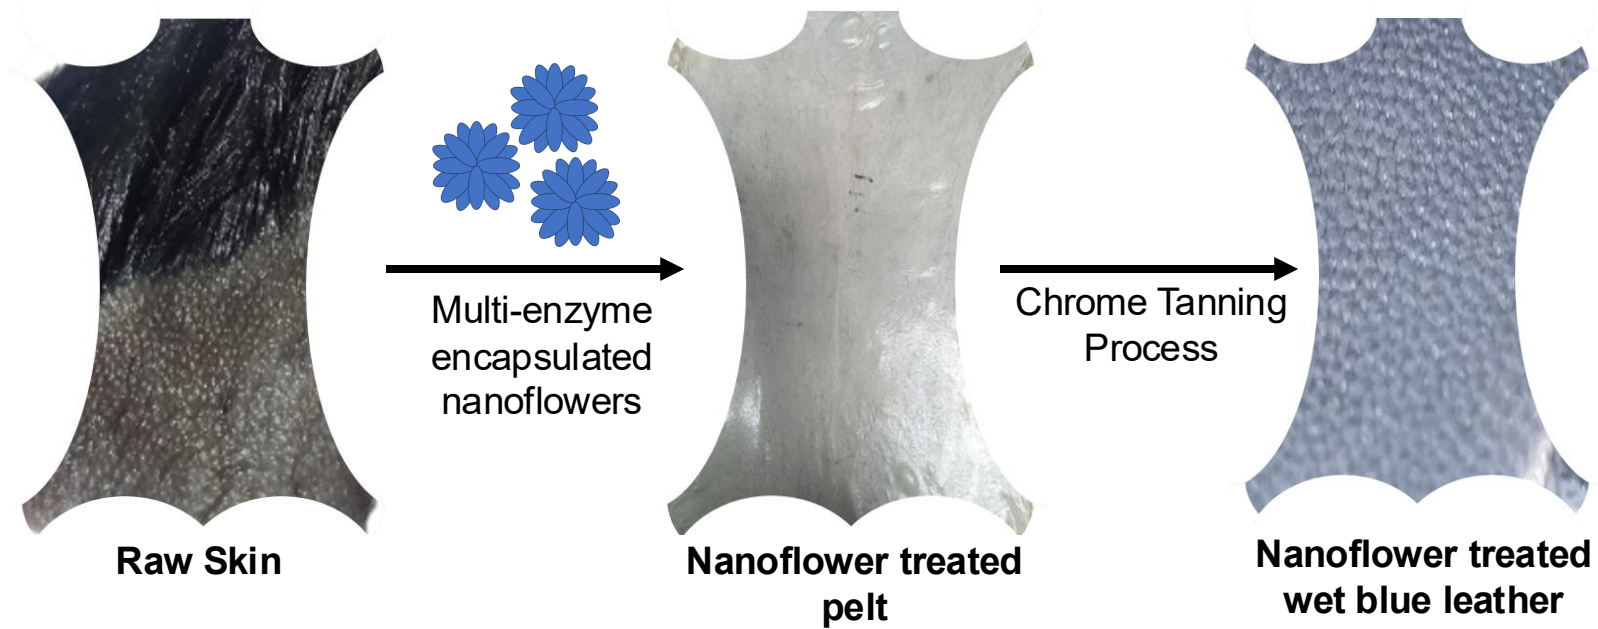 Multi-enzyme
encapsulated
nanoflowers
Chrome Tanning
Process
Raw Skin
Nanoflower treated
pelt
Nanoflower treated
wet blue leather